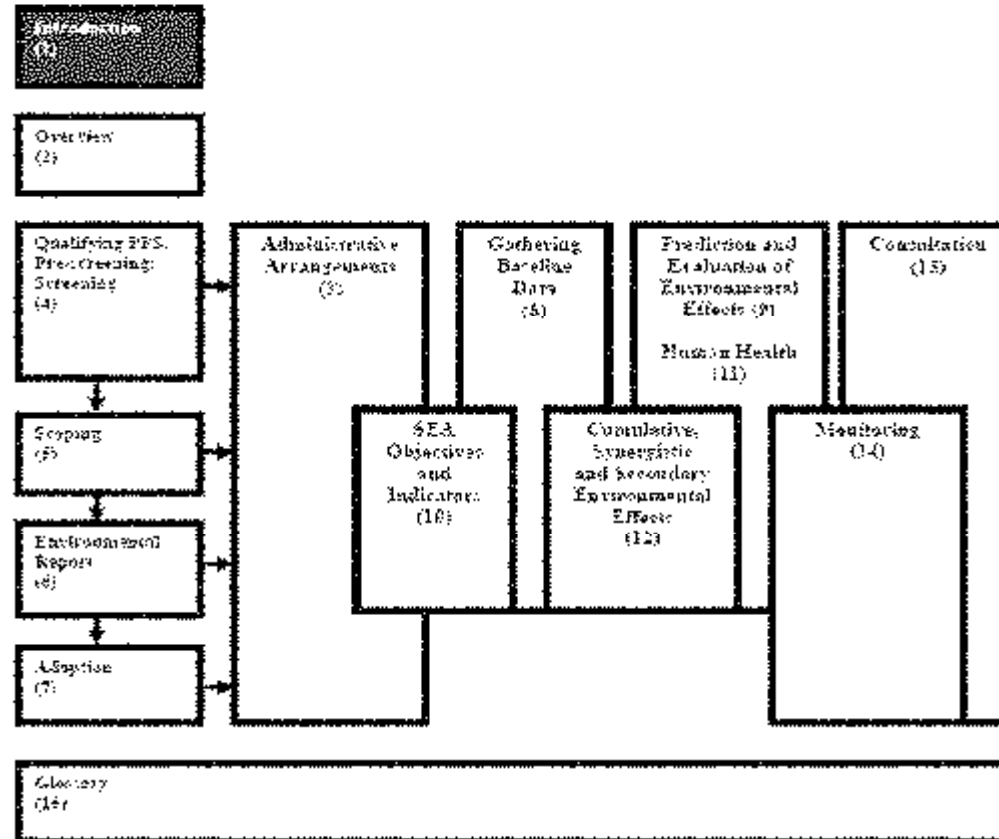 Introduction
(1)
Overview
(2)
Qualifying PPS,
Pre-screening,
Screening
(4)
Scoping
(5)
Environmental
Report
(6)
Adoption
(7)
Administrative
Arrangements
(3)
Gathering
Baseline
Data
(8)
Prediction and
Evaluation of
Environmental
Effects (9)
Human Health
(11)
Consultation
SEA
Objectives
and
Indicators
(10)
Cumulative,
Synergistic
and Secondary
Environmental
Effects
(12)
Monitoring
(14)
Glossary